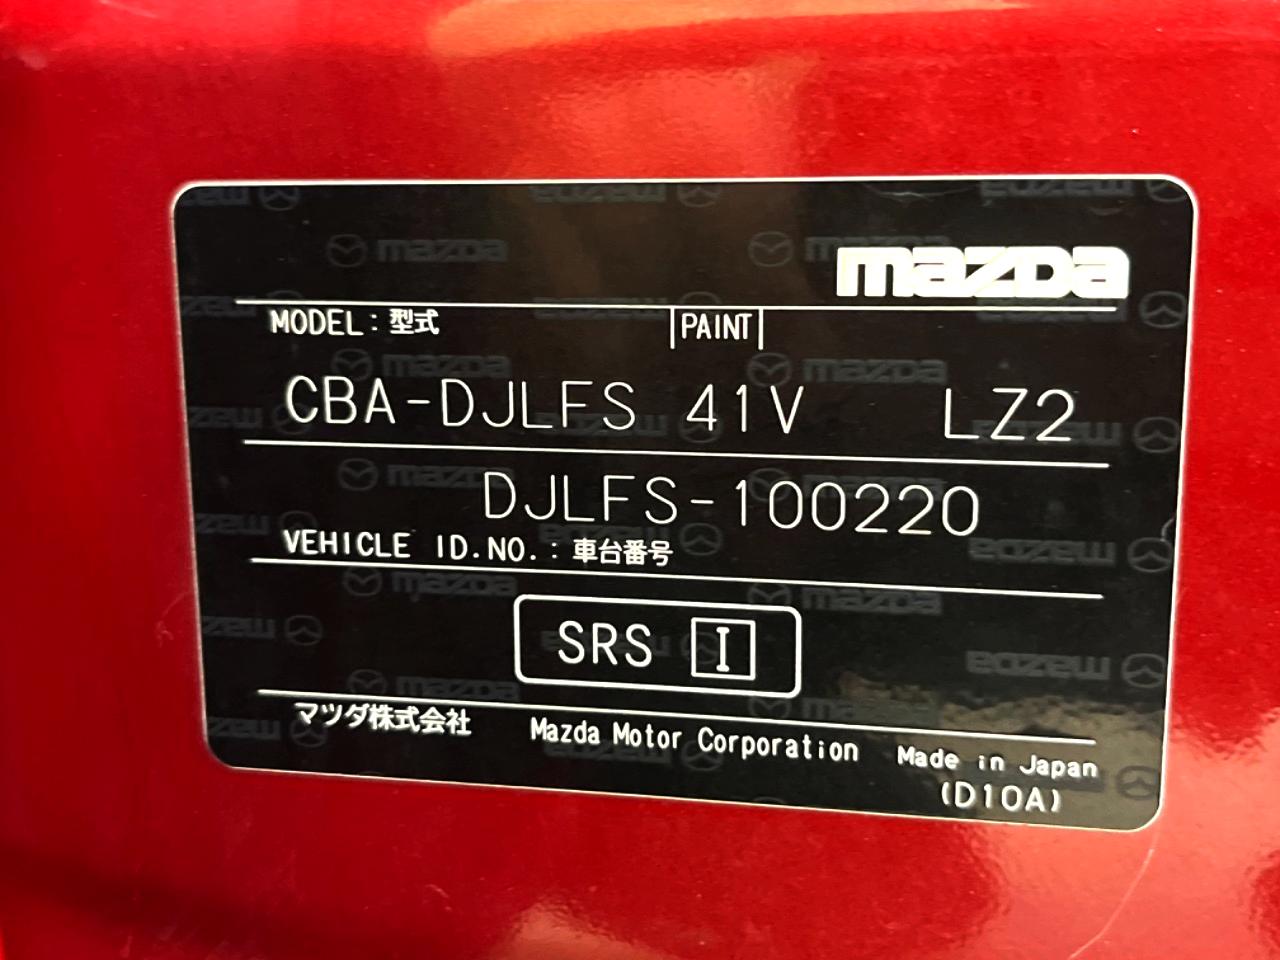 mazda
MODEL：型式 PAINT
CBA-DJLFS 41V LZ2
DJLFS-100220
VEHICLE ID.NO.：車台番号
SRS I
マツダ株式会社 Mazda Motor Corporation Made in Japan
(D10A)